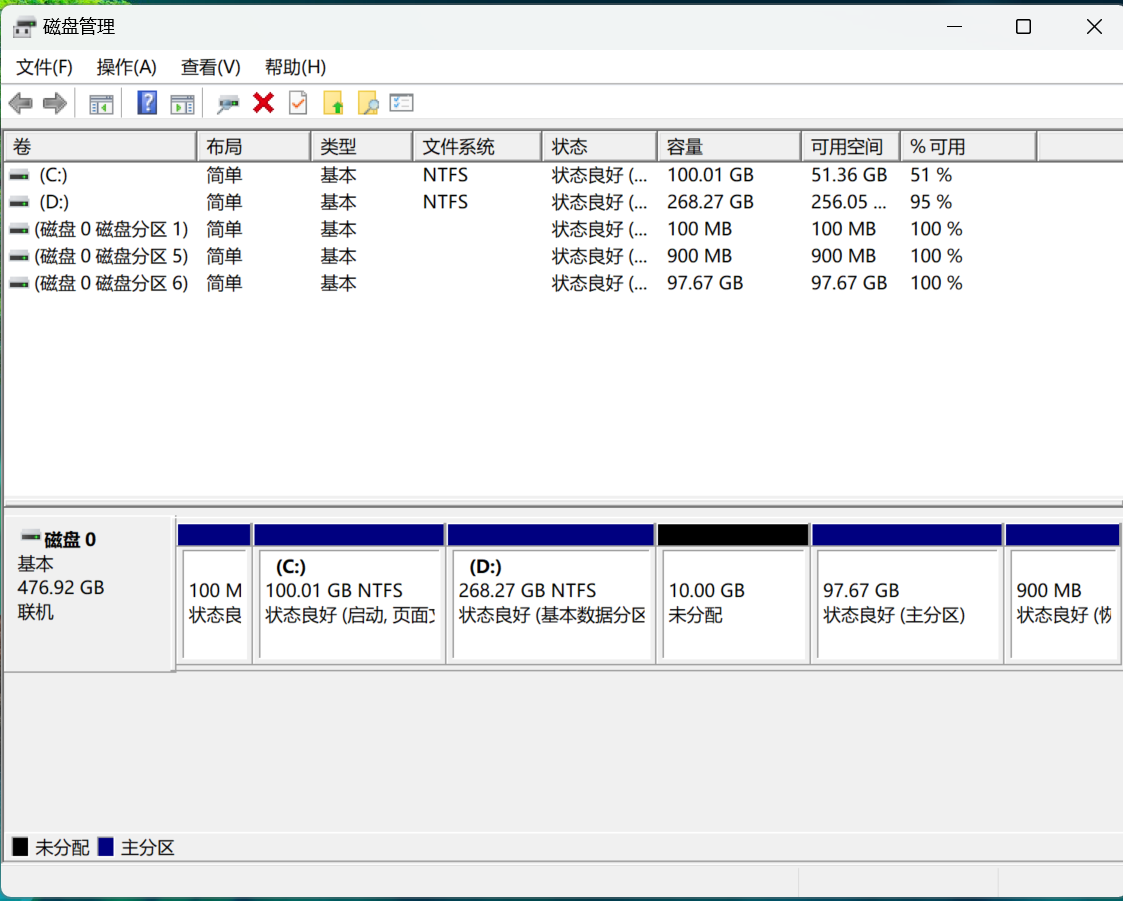 磁盘管理
文件(F) 操作(A) 查看(V) 帮助(H)
卷 布局 类型 文件系统 状态 容量 可用空间 % 可用
(C:) 简单 基本 NTFS 状态良好 (... 100.01 GB 51.36 GB 51 %
(D:) 简单 基本 NTFS 状态良好 (... 268.27 GB 256.05 ... 95 %
(磁盘 0 磁盘分区 1) 简单 基本 状态良好 (... 100 MB 100 MB 100 %
(磁盘 0 磁盘分区 5) 简单 基本 状态良好 (... 900 MB 900 MB 100 %
(磁盘 0 磁盘分区 6) 简单 基本 状态良好 (... 97.67 GB 97.67 GB 100 %
磁盘 0
基本
476.92 GB
联机
100 M
状态良
(C:)
100.01 GB NTFS
状态良好 (启动, 页面
(D:)
268.27 GB NTFS
状态良好 (基本数据分区
10.00 GB
未分配
97.67 GB
状态良好 (主分区)
900 MB
状态良好 (恢
未分配 主分区